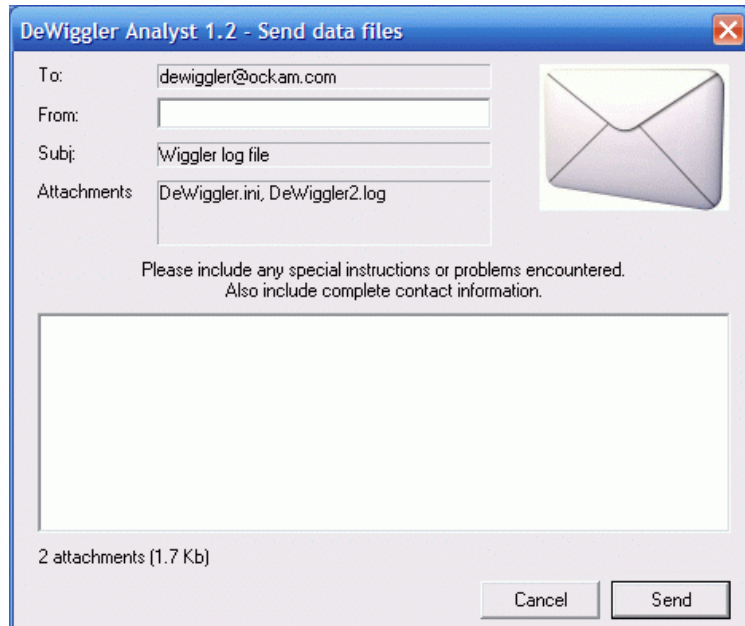 DeWiggler Analyst 1.2 - Send data files
To: dewiggler@ockam.com
From:
Subj: Wiggler log file
Attachments DeWiggler.ini, DeWiggler2.log
Please include any special instructions or problems encountered.
Also include complete contact information.
2 attachments (1.7 Kb)
Cancel Send